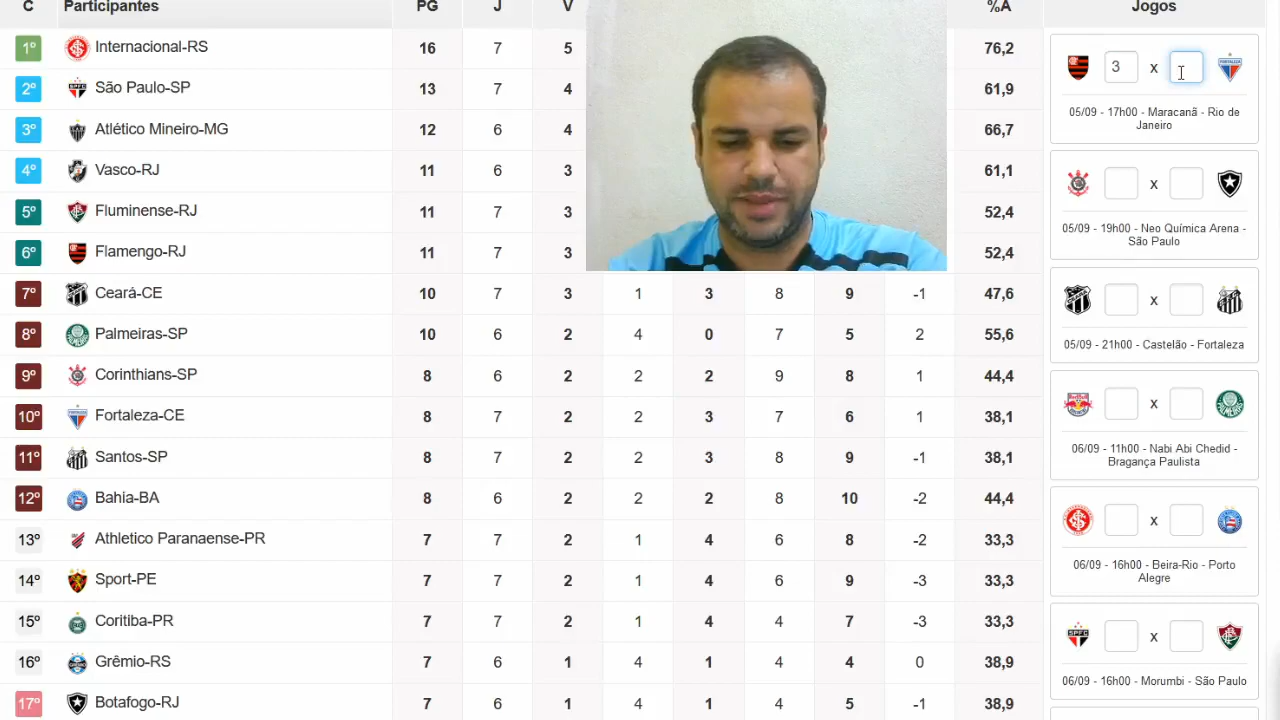 C Participantes PG J V %A
1º Internacional-RS 16 7 5 76,2
2º São Paulo-SP 13 7 4 61,9
3º Atlético Mineiro-MG 12 6 4 66,7
4º Vasco-RJ 11 6 3 61,1
5º Fluminense-RJ 11 7 3 52,4
6º Flamengo-RJ 11 7 3 52,4
7º Ceará-CE 10 7 3 1 3 8 9 -1 47,6
8º Palmeiras-SP 10 6 2 4 0 7 5 2 55,6
9º Corinthians-SP 8 6 2 2 2 9 8 1 44,4
10º Fortaleza-CE 8 7 2 2 3 7 6 1 38,1
11º Santos-SP 8 7 2 2 3 8 9 -1 38,1
12º Bahia-BA 8 6 2 2 2 8 10 -2 44,4
13º Athletico Paranaense-PR 7 7 2 1 4 6 8 -2 33,3
14º Sport-PE 7 7 2 1 4 6 9 -3 33,3
15º Coritiba-PR 7 7 2 1 4 4 7 -3 33,3
16º Grêmio-RS 7 6 1 4 1 4 4 0 38,9
17º Botafogo-RJ 7 6 1 4 1 4 5 -1 38,9
Jogos
3 x
05/09 - 17h00 - Maracanã - Rio de
Janeiro
x
05/09 - 19h00 - Neo Química Arena -
São Paulo
x
05/09 - 21h00 - Castelão - Fortaleza
x
06/09 - 11h00 - Nabi Abi Chedid -
Bragança Paulista
x
06/09 - 16h00 - Beira-Rio - Porto
Alegre
x
06/09 - 16h00 - Morumbi - São Paulo